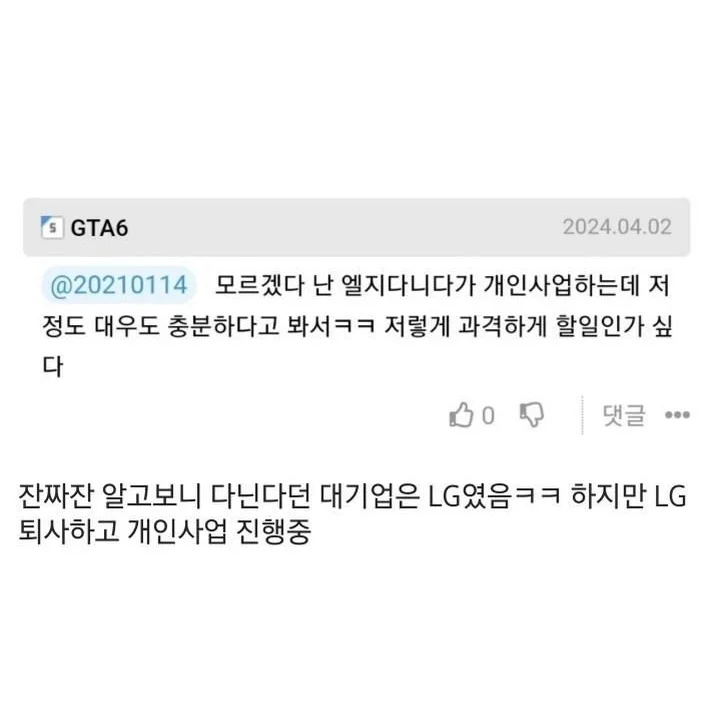 5 GTA6 2024.04.02
@20210114 모르겠다 난 엘지다니다가 개인사업하는데 저
정도 대우도 충분하다고 봐서ㅋㅋ 저렇게 과격하게 할일인가 싶
다
0 댓글
잔짜잔 알고보니 다닌다던 대기업은 LG였음ㅋㅋ 하지만 LG
퇴사하고 개인사업 진행중